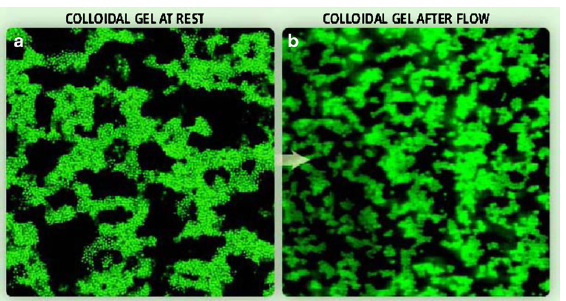 COLLOIDAL GEL AT REST
COLLOIDAL GEL AFTER FLOW
a
b